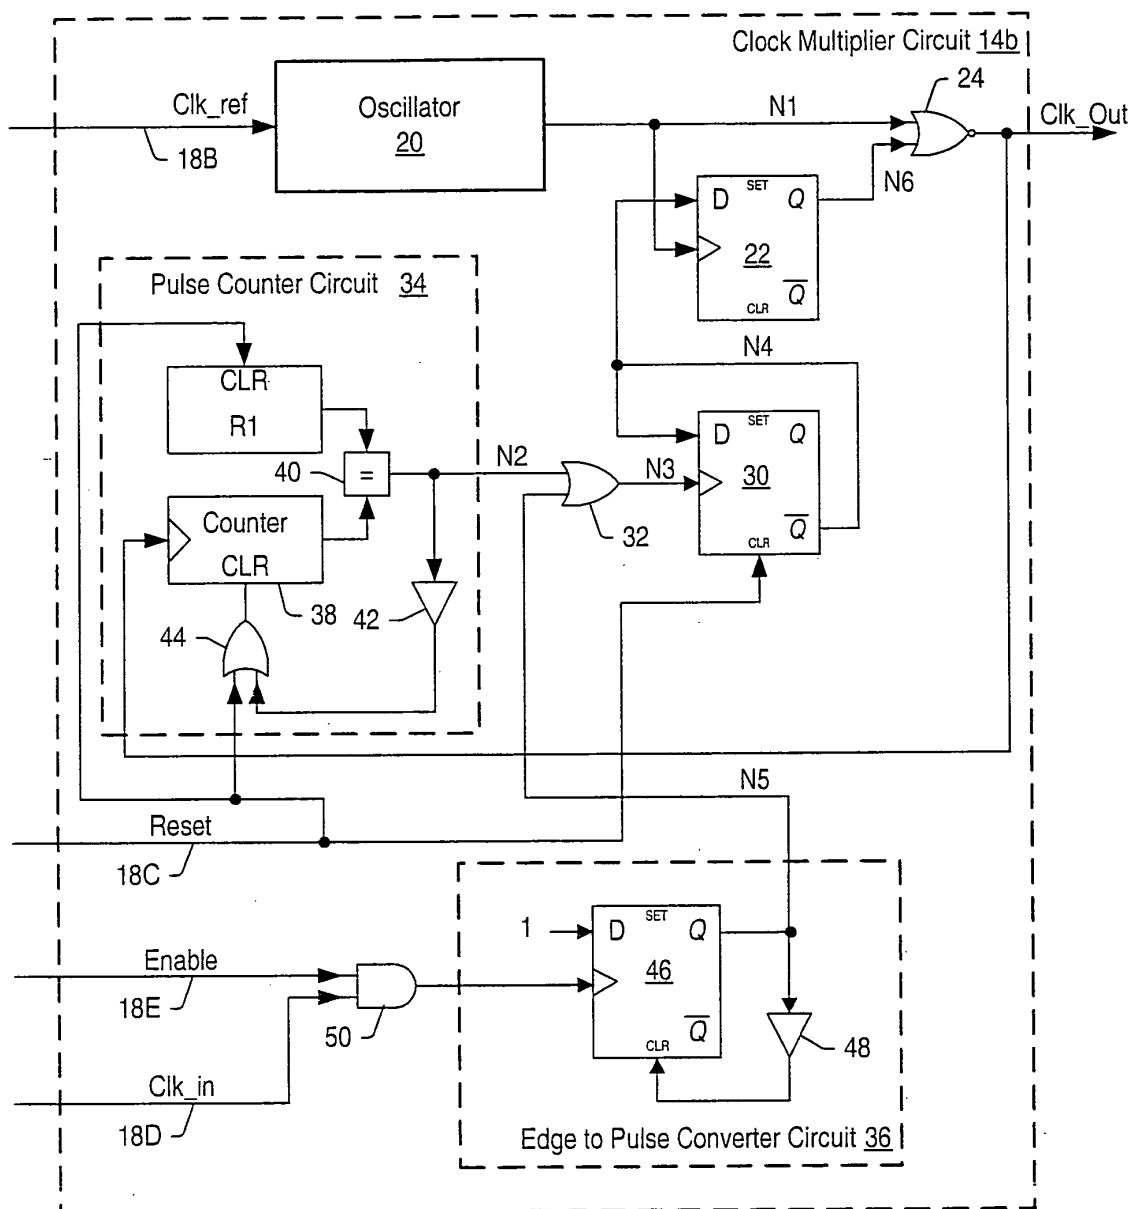 Clock Multiplier Circuit 14b
24
Clk_ref
Oscillator
20
N1
Clk_Out
18B
N6
D SET Q
22
CLR Q
Pulse Counter Circuit 34
N4
CLR
R1
D SET Q
40
=
N2
N3
30
Counter
CLR
32
Q
CLR
38
42
44
N5
Reset
18C
1
D SET Q
Enable
46
18E
50
Q
CLR
48
Clk_in
18D
Edge to Pulse Converter Circuit 36